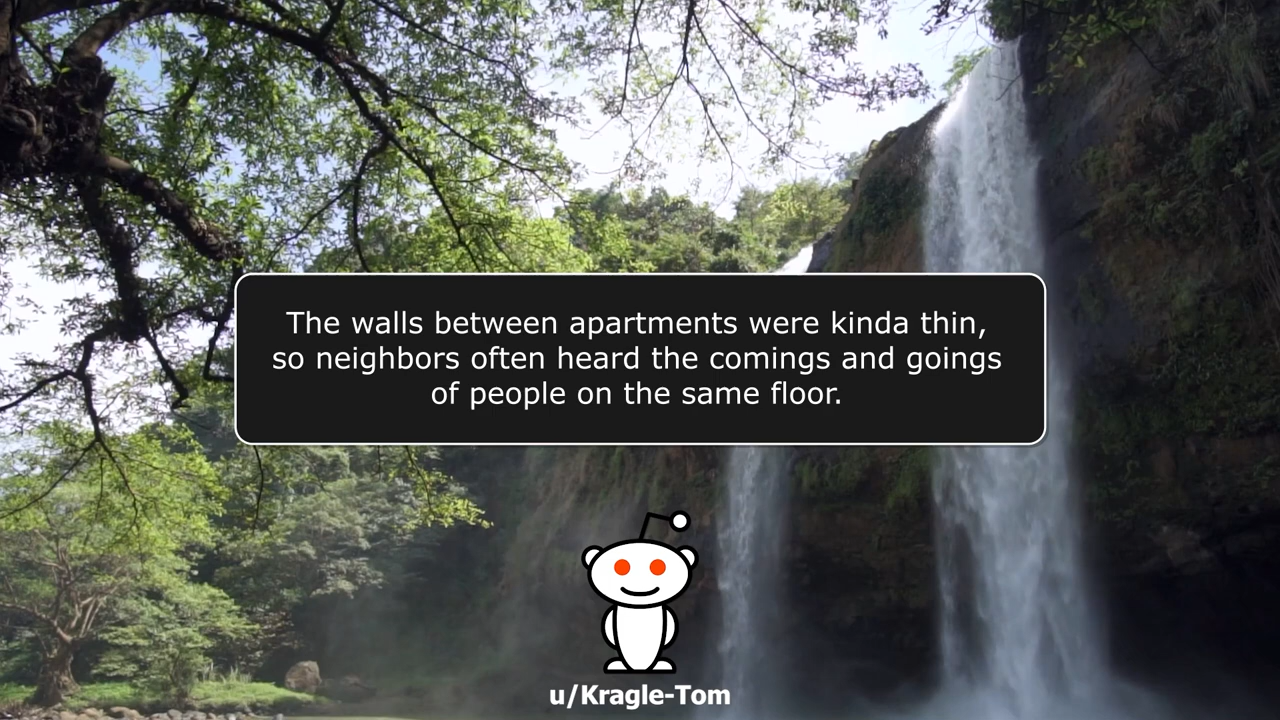 The walls between apartments were kinda thin,
so neighbors often heard the comings and goings
of people on the same floor.
u/Kragle-Tom